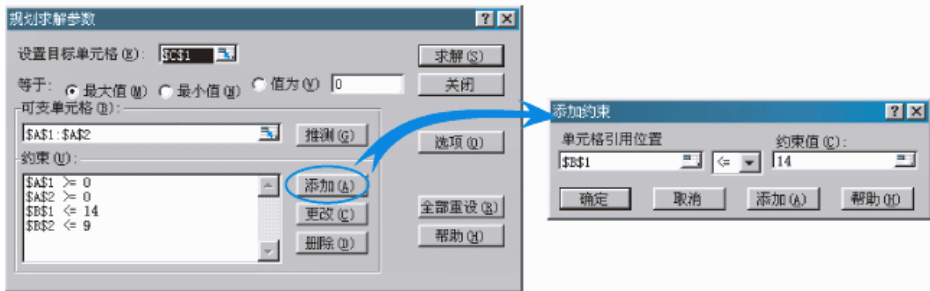 规划求解参数
设置目标单元格(E): $C$1 求解(S)
等于: 最大值(M) 最小值(N) 值为(V) 0 关闭
可变单元格(B):
$A$1:$A$2 推测(G) 选项(O)
约束(U):
$A$1 >= 0 添加(A)
$A$2 >= 0
$B$1 <= 14 更改(C) 全部重设(R)
$B$2 <= 9
删除(D) 帮助(H)
添加约束
单元格引用位置 约束值(C):
$B$1 <= 14
确定 取消 添加(A) 帮助(H)